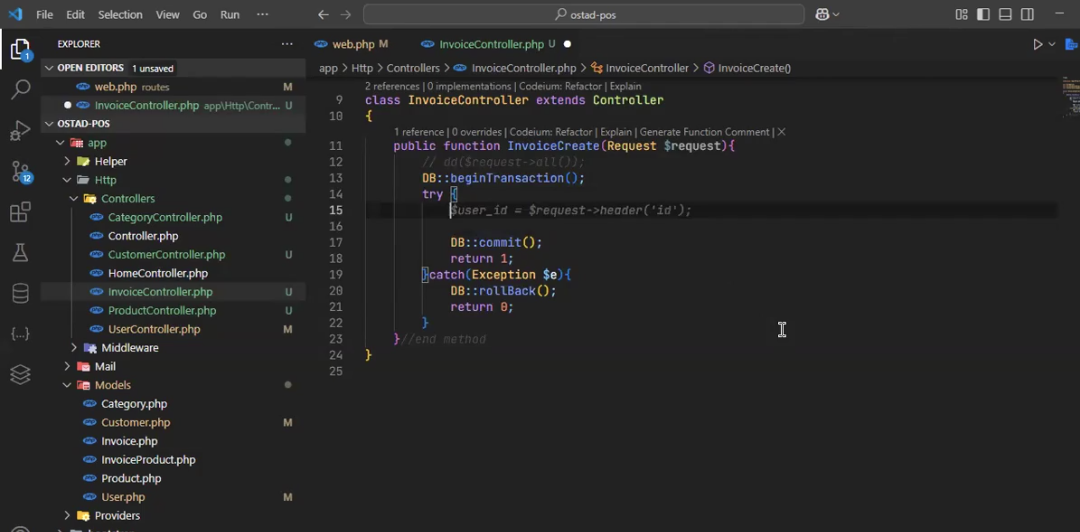 File Edit Selection View Go Run ··· ostad-pos
EXPLORER ···
OPEN EDITORS 1 unsaved
web.php routes
InvoiceController.php app\Http\Contr... U
OSTAD-POS
app
Helper
Http
Controllers
CategoryController.php U
Controller.php
CustomerController.php U
HomeController.php
InvoiceController.php U
ProductController.php U
UserController.php M
Middleware
Mail
Models
Category.php
Customer.php M
Invoice.php
InvoiceProduct.php
Product.php
User.php M
Providers
1
12
web.php M InvoiceController.php U
app > Http > Controllers > InvoiceController.php > InvoiceController > InvoiceCreate()
2 references | 0 implementations | Codeium: Refactor | Explain
9 class InvoiceController extends Controller
10 {
1 reference | 0 overrides | Codeium: Refactor | Explain | Generate Function Comment | ✕
11 public function InvoiceCreate(Request $request){
12 // dd($request->all());
13 DB::beginTransaction();
14 try {
15 $user_id = $request->header('id');
16
17 DB::commit();
18 return 1;
19 }catch(Exception $e){
20 DB::rollBack();
21 return 0;
22 }
23 }//end method
24 }
25